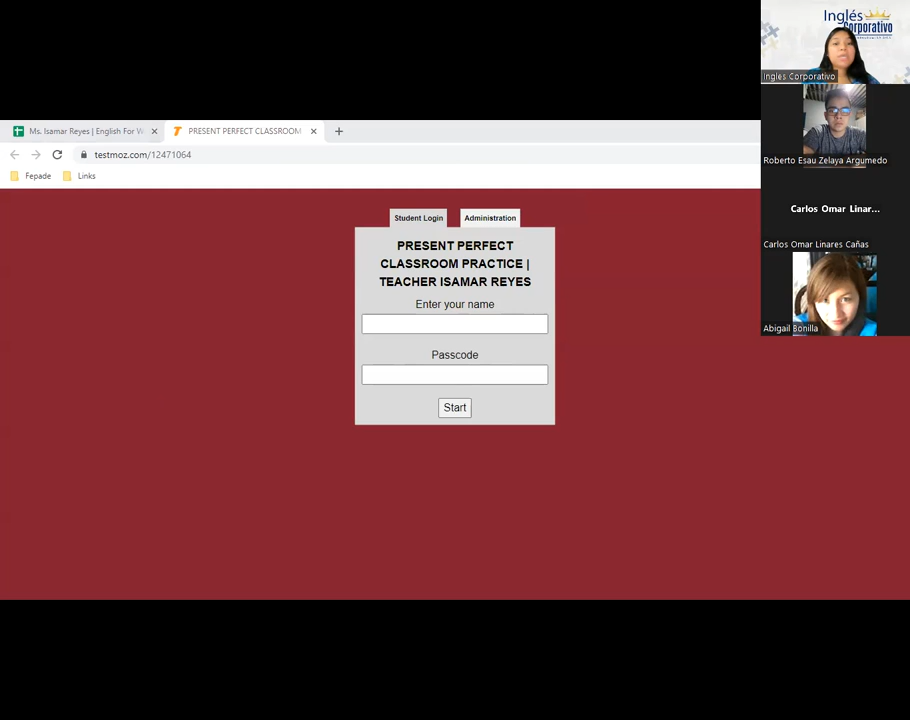 Inglés
Corporativo
Ingles Corporativo
Roberto Esau Zelaya Argumedo
Carlos Omar Linar...
Carlos Omar Linares Cañas
Abigail Bonilla
Ms. Isamar Reyes | English For W
PRESENT PERFECT CLASSROOM
testmoz.com/12471064
Fepade
Links
Student Login
Administration
PRESENT PERFECT
CLASSROOM PRACTICE |
TEACHER ISAMAR REYES
Enter your name
Passcode
Start